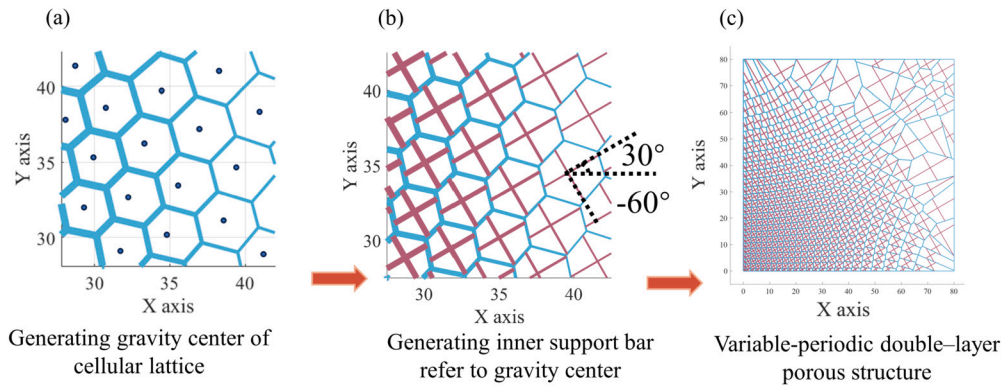 (a)
(b)
(c)
40
35
30
30
35
40
Y axis
X axis
40
35
30
30
35
40
Y axis
X axis
30°
-60°
80
70
60
50
40
30
20
10
0
0
10
20
30
40
50
60
70
80
Y axis
X axis
Generating gravity center of
cellular lattice
Generating inner support bar
refer to gravity center
Variable-periodic double–layer
porous structure